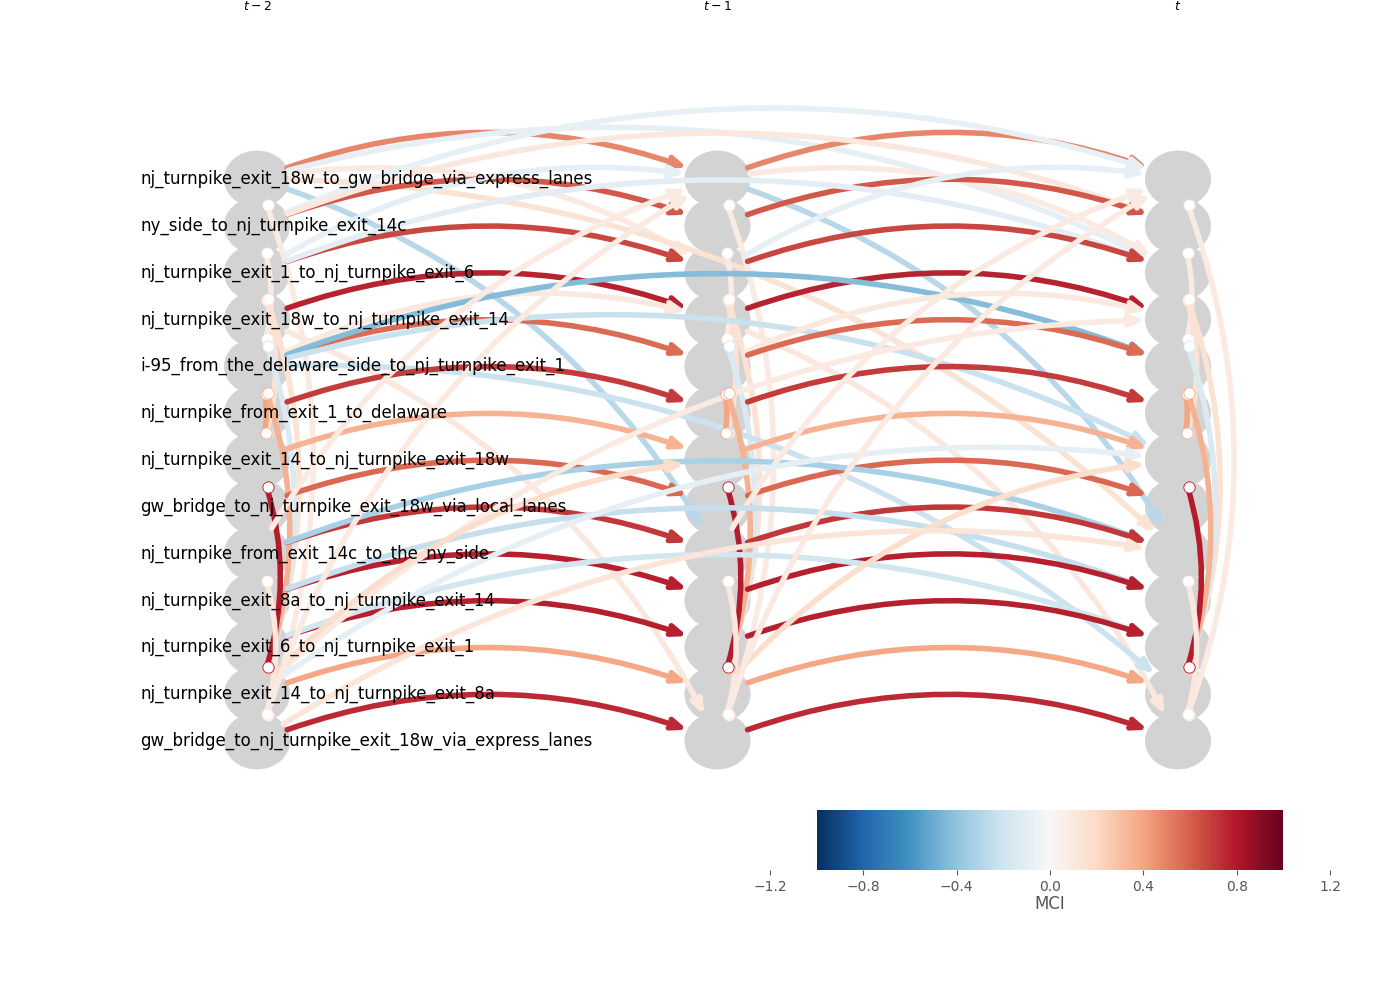 t − 2 t − 1 t
nj_turnpike_exit_18w_to_gw_bridge_via_express_lanes
ny_side_to_nj_turnpike_exit_14c
nj_turnpike_exit_1_to_nj_turnpike_exit_6
nj_turnpike_exit_18w_to_nj_turnpike_exit_14
i-95_from_the_delaware_side_to_nj_turnpike_exit_1
nj_turnpike_from_exit_1_to_delaware
nj_turnpike_exit_14_to_nj_turnpike_exit_18w
gw_bridge_to_nj_turnpike_exit_18w_via_local_lanes
nj_turnpike_from_exit_14c_to_the_ny_side
nj_turnpike_exit_8a_to_nj_turnpike_exit_14
nj_turnpike_exit_6_to_nj_turnpike_exit_1
nj_turnpike_exit_14_to_nj_turnpike_exit_8a
gw_bridge_to_nj_turnpike_exit_18w_via_express_lanes
−1.2 −0.8 −0.4 0.0 0.4 0.8 1.2
MCI